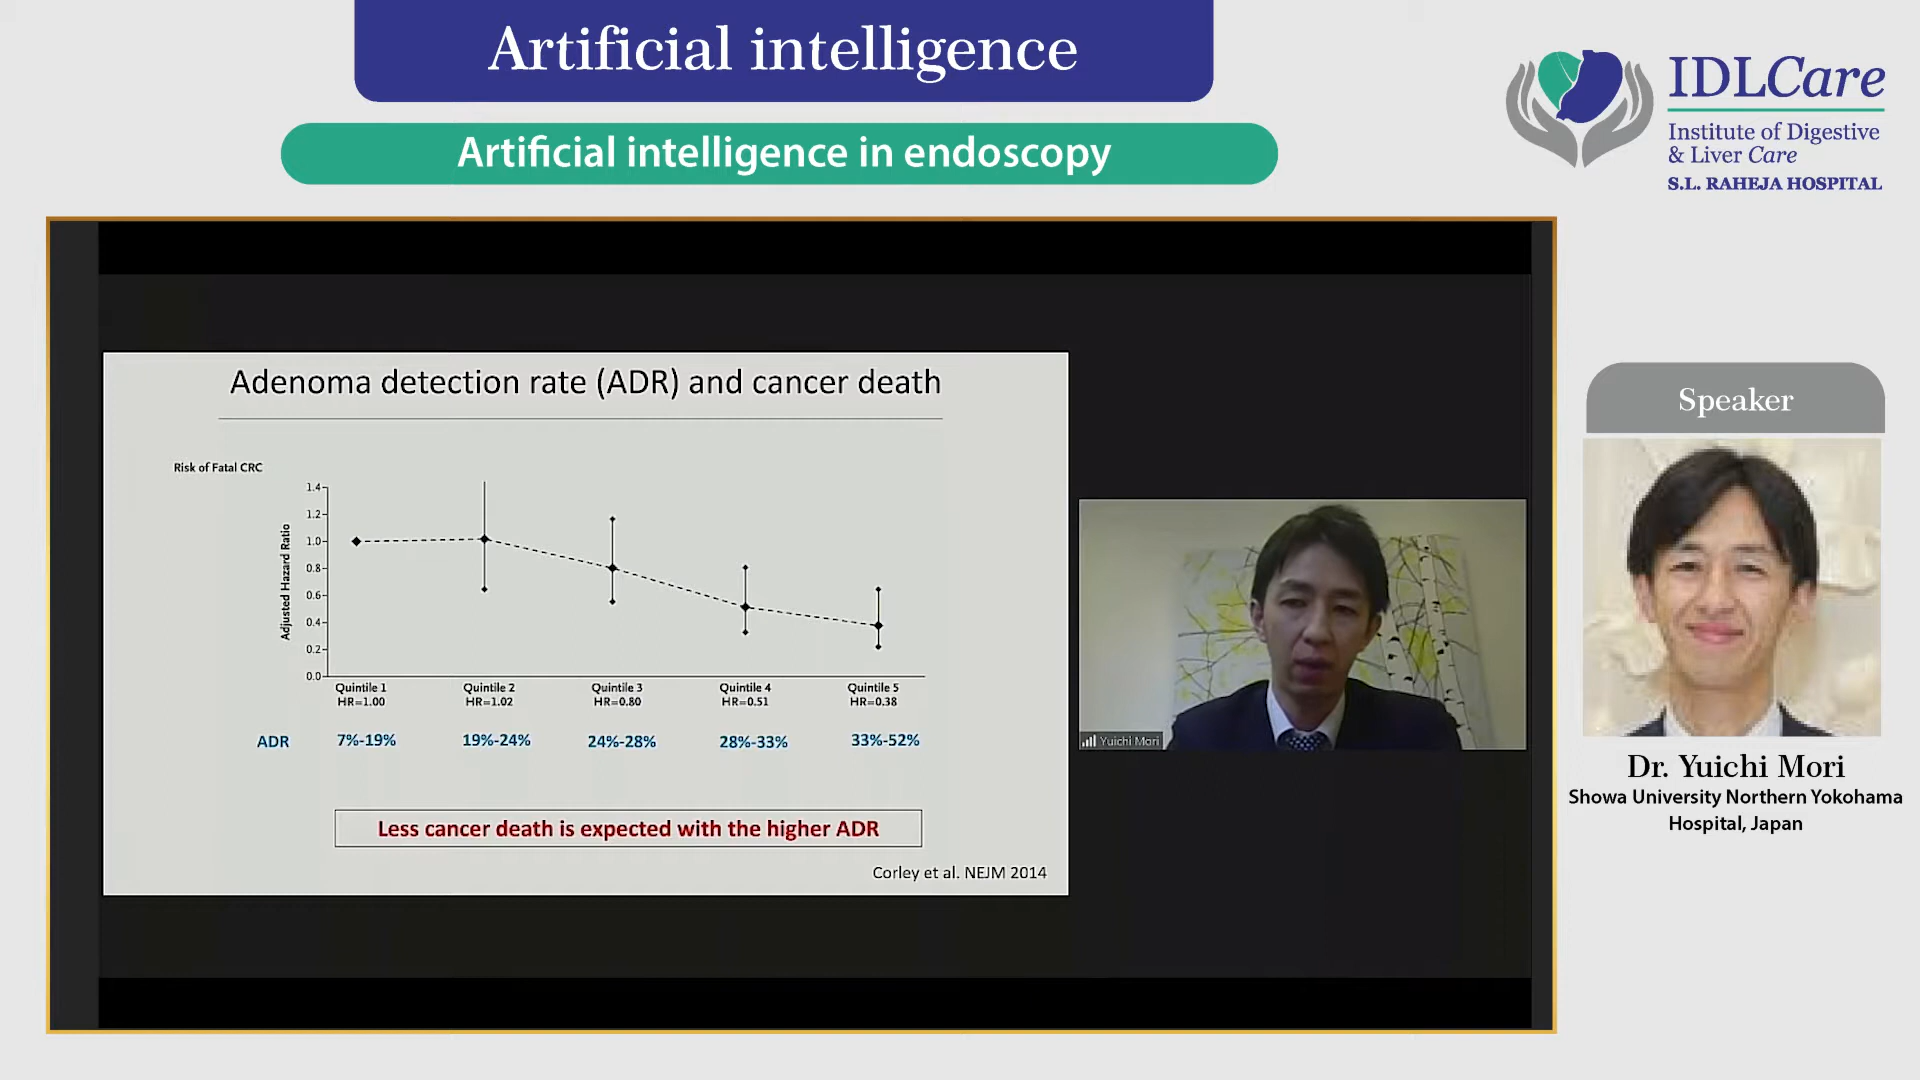 Artificial intelligence
Artificial intelligence in endoscopy
IDLCare
Institute of Digestive
& Liver Care
S.L. RAHEJA HOSPITAL
Adenoma detection rate (ADR) and cancer death
Risk of Fatal CRC
Adjusted Hazard Ratio
1.4
1.2
1.0
0.8
0.6
0.4
0.2
0.0
Quintile 1 Quintile 2 Quintile 3 Quintile 4 Quintile 5
HR=1.00 HR=1.02 HR=0.80 HR=0.51 HR=0.38
ADR 7%-19% 19%-24% 24%-28% 28%-33% 33%-52%
Less cancer death is expected with the higher ADR
Corley et al. NEJM 2014
Yuichi Mori
Speaker
Dr. Yuichi Mori
Showa University Northern Yokohama
Hospital, Japan